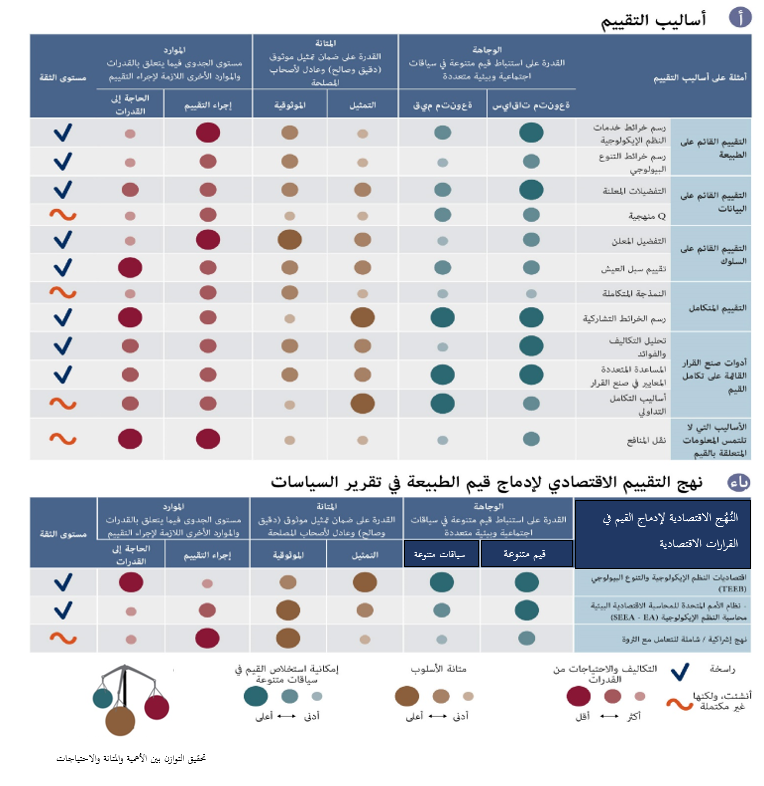 أ أساليب التقييم
أمثلة على أساليب التقييم
الوجاهة
القدرة على استنباط قيم متنوعة في سياقات
اجتماعية وبيئية متعددة
المتانة
القدرة على ضمان تمثيل موثوق
(دقيق وصالح) وعادل لأصحاب
المصلحة
الموارد
مستوى الجدوى فيما يتعلق بالقدرات
والموارد الأخرى اللازمة لإجراء التقييم
مستوى الثقة
ةعونتم تاقايس
ةعونتم ميق
التمثيل
الموثوقية
إجراء التقييم
الحاجة إلى
القدرات
التقييم القائم على
الطبيعة
رسم خرائط خدمات
النظم الإيكولوجية
رسم خرائط التنوع
البيولوجي
التقييم القائم على
البيانات
التفضيلات المعلنة
Q منهجية
التقييم القائم على
السلوك
التفضيل المعلن
تقييم سبل العيش
التقييم المتكامل
النمذجة المتكاملة
رسم الخرائط التشاركية
أدوات صنع القرار
القائمة على تكامل
القيم
تحليل التكاليف
والفوائد
المساعدة المتعددة
المعايير في صنع القرار
أساليب التكامل
التداولي
الأساليب التي لا
تلتمس المعلومات
المتعلقة بالقيم
نقل المنافع
باء نهج التقييم الاقتصادي لإدماج قيم الطبيعة في تقرير السياسات
النُهُج الاقتصادية لإدماج القيم في
القرارات الاقتصادية
الوجاهة
القدرة على استنباط قيم متنوعة في سياقات
اجتماعية وبيئية متعددة
المتانة
القدرة على ضمان تمثيل موثوق (دقيق
وصالح) وعادل لأصحاب المصلحة
الموارد
مستوى الجدوى فيما يتعلق بالقدرات
والموارد الأخرى اللازمة لإجراء التقييم
مستوى الثقة
قيم متنوعة
سياقات متنوعة
التمثيل
الموثوقية
إجراء التقييم
الحاجة إلى
القدرات
اقتصاديات النظم الإيكولوجية والتنوع البيولوجي
(TEEB)
- نظام الأمم المتحدة للمحاسبة الاقتصادية البيئية
محاسبة النظم الإيكولوجية (SEEA - EA)
نهج إشراكية / شاملة للتعامل مع الثروة
راسخة
أنشئت، ولكنها
غير مكتملة
التكاليف والاحتياجات من
القدرات
أكثر أقل
متانة الأسلوب
أدنى أعلى
إمكانية استخلاص القيم في
سياقات متنوعة
أدنى أعلى
تحقيق التوازن بين الأهمية والمتانة والاحتياجات